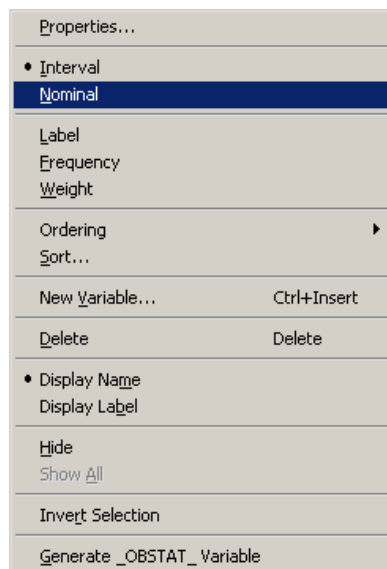 Properties...
• Interval
Nominal
Label
Frequency
Weight
Ordering
Sort...
New Variable... Ctrl+Insert
Delete Delete
• Display Name
Display Label
Hide
Show All
Invert Selection
Generate _OBSTAT_ Variable